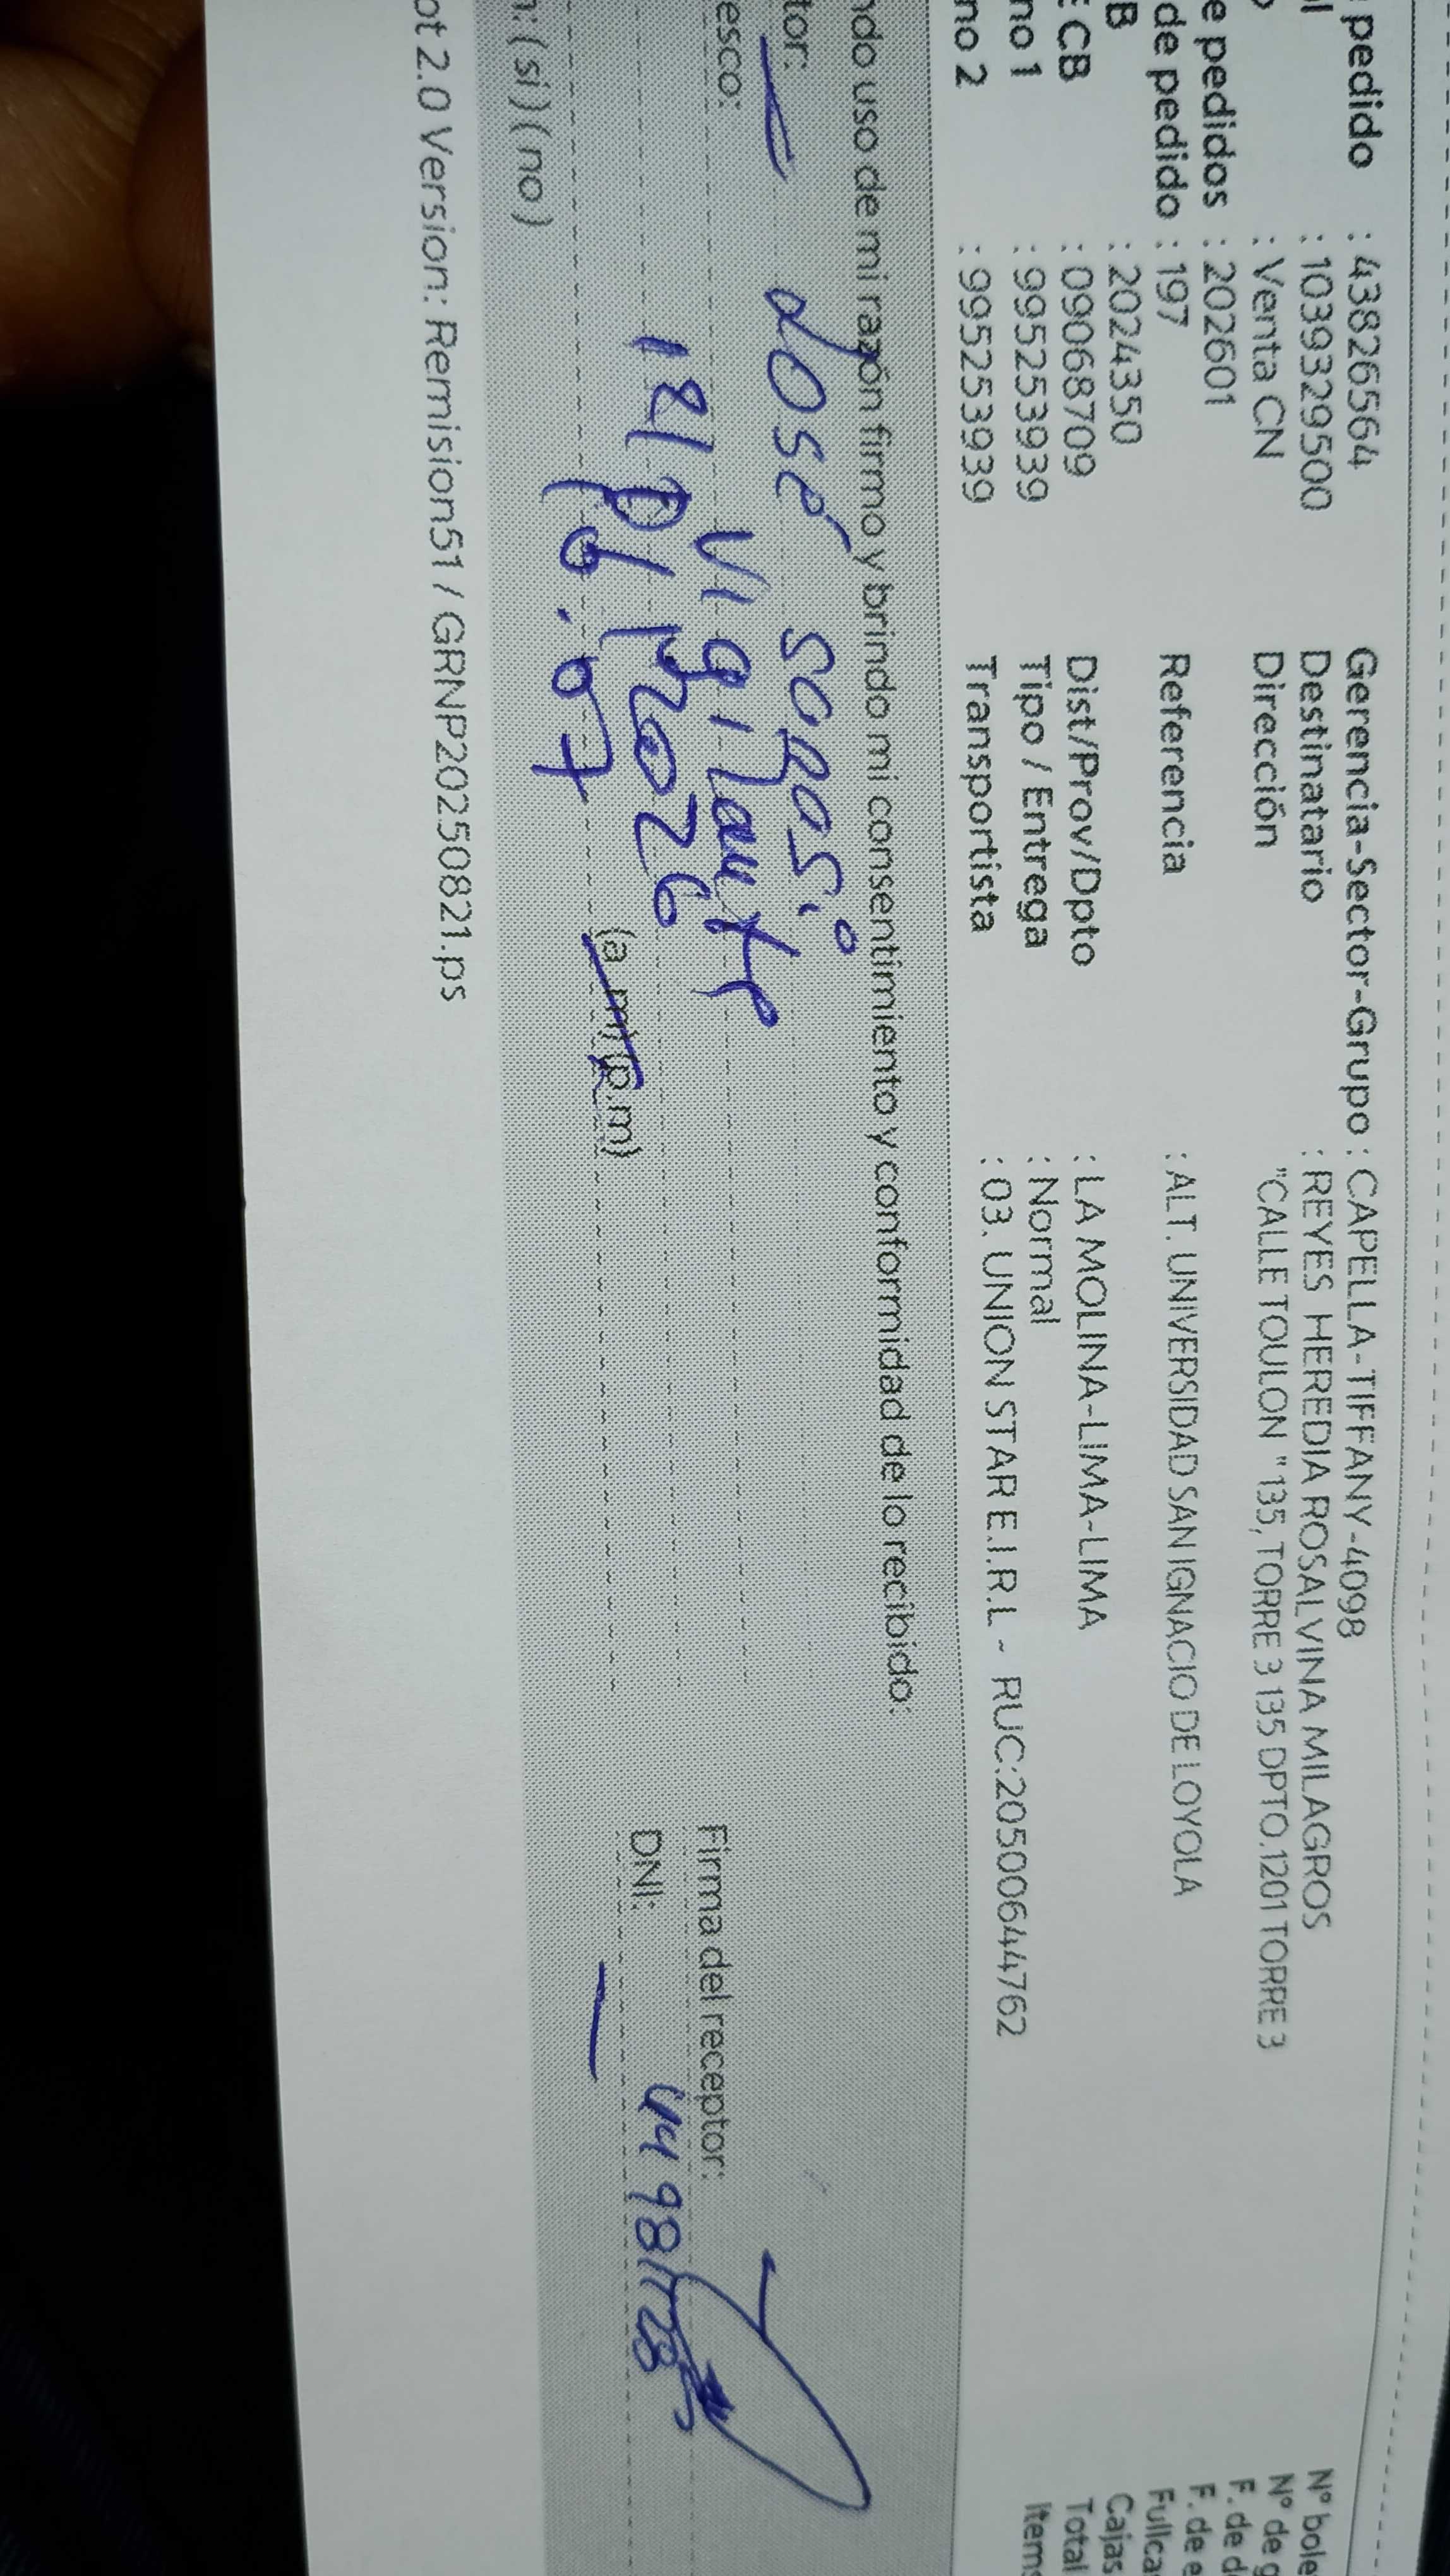 pedido : 43826564 Gerencia-Sector-Grupo : CAPELLA-TIFFANY-4098
: 1039329500 Destinatario : REYES HEREDIA ROSALVINA MILAGROS Nº bole
: Venta CN Dirección "CALLE TOULON "135, TORRE 3 135 DPTO.1201 TORRE 3 Nº de g
e pedidos : 202601 F. de d
de pedido : 197 Referencia : ALT. UNIVERSIDAD SAN IGNACIO DE LOYOLA F. de e
B : 2024350 Fullca
: CB : 09068709 Dist/Prov/Dpto : LA MOLINA-LIMA-LIMA Cajas
no 1 : 995253939 Tipo / Entrega : Normal Total
no 2 : 995253939 Transportista : 03. UNION STAR E.I.R.L - RUC:20500644762 Items
ndo uso de mi razón firmo y brindo mi consentimiento y conformidad de lo recibido:
tor: José
esco: Vigilante Firma del receptor:
18/01/2026 DNI:
06:07 (a.m)(p.m)
n: (si)(no)
ot 2.0 Version: Remision51 / GRNP20250821.ps